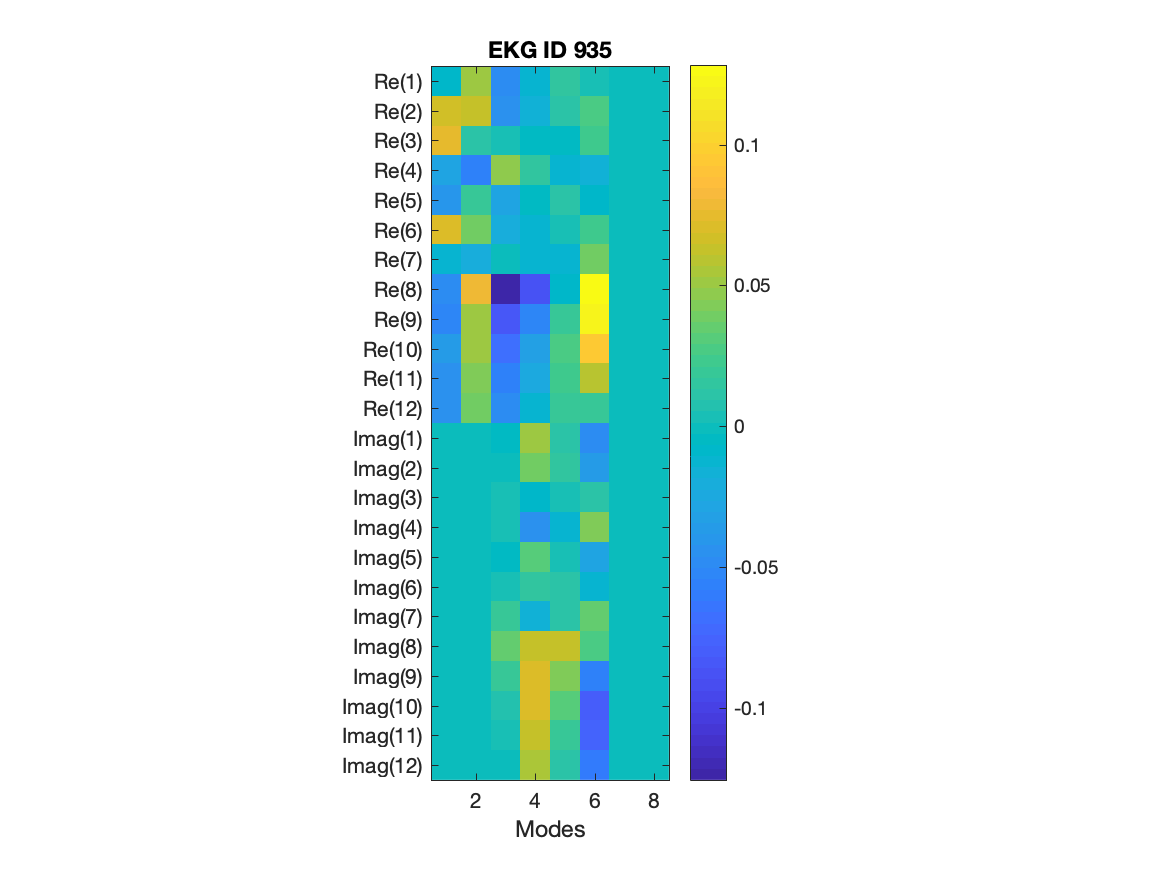 EKG ID 935
Re(1)
Re(2)
Re(3)
Re(4)
Re(5)
Re(6)
Re(7)
Re(8)
Re(9)
Re(10)
Re(11)
Re(12)
Imag(1)
Imag(2)
Imag(3)
Imag(4)
Imag(5)
Imag(6)
Imag(7)
Imag(8)
Imag(9)
Imag(10)
Imag(11)
Imag(12)
2 4 6 8
Modes
0.1
0.05
0
-0.05
-0.1